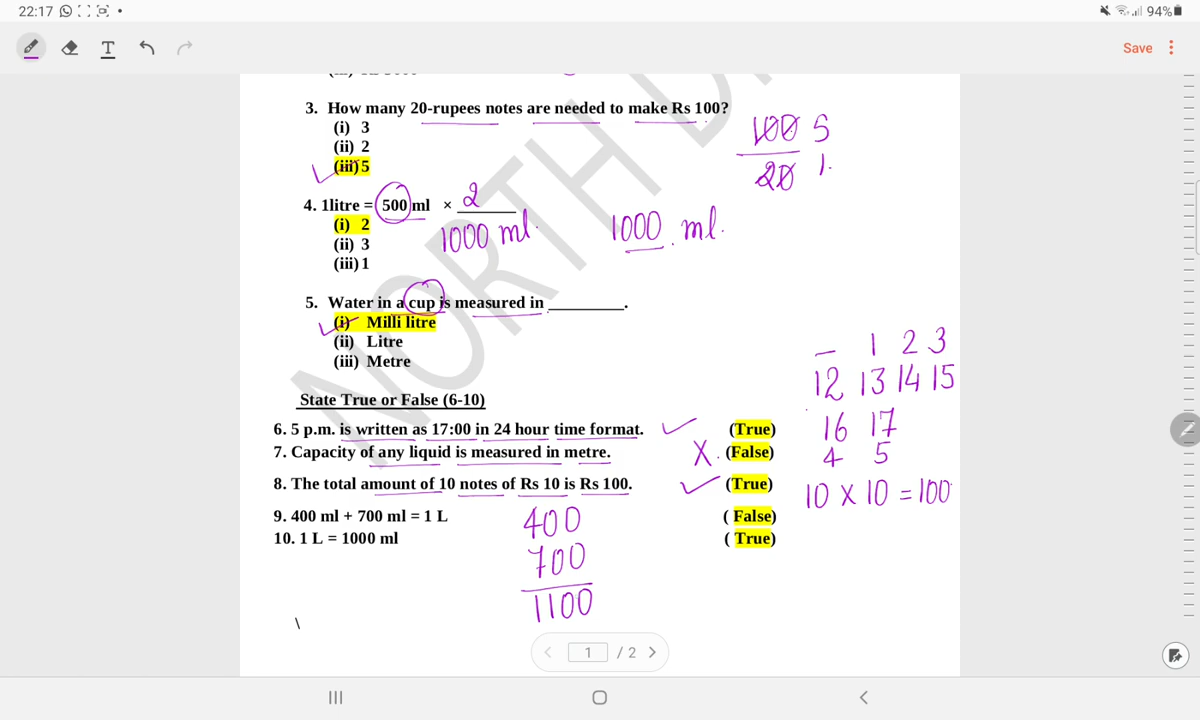 22:17 94%
T Save
3. How many 20-rupees notes are needed to make Rs 100?
(i) 3
(ii) 2
(iii) 5
100 5
20 1.
4. 1litre = 500 ml × 2
(i) 2
(ii) 3
(iii) 1
1000 ml.
1000 ml.
5. Water in a cup is measured in ________.
(i) Milli litre
(ii) Litre
(iii) Metre
NORTH D
– 1 2 3
12 13 14 15
16 17
4 5
State True or False (6-10)
6. 5 p.m. is written as 17:00 in 24 hour time format. (True)
7. Capacity of any liquid is measured in metre. X. (False)
8. The total amount of 10 notes of Rs 10 is Rs 100. (True)
10 X 10 = 100
9. 400 ml + 700 ml = 1 L ( False)
10. 1 L = 1000 ml ( True)
400
700
1100
1 / 2